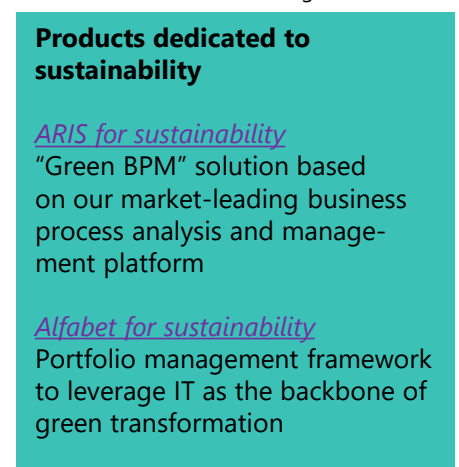 Products dedicated to
sustainability
ARIS for sustainability
“Green BPM” solution based
on our market-leading business
process analysis and manage-
ment platform
Alfabet for sustainability
Portfolio management framework
to leverage IT as the backbone of
green transformation